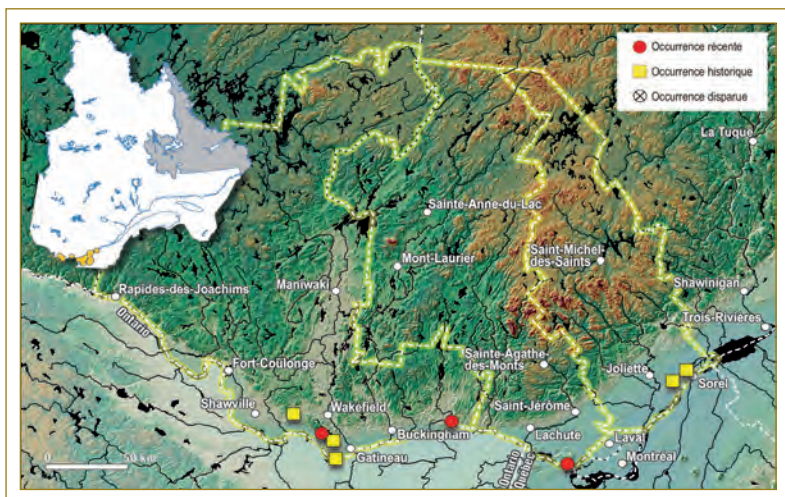 Occurrence récente
Occurrence historique
Occurrence disparue
La Tuque
Sainte-Anne-du-Lac
Saint-Michel
des-Saints
Mont-Laurier
Maniwaki
Rapides-des-Joachims
Shawinigan
Trois-Rivières
Ontario
Fort-Coulonge
Sainte-Agathe
des-Monts
Joliette
Sorel
Shawville
Wakefield
Saint-Jérôme
Buckingham
Lachute
Laval
Gatineau
Montréal
Ontario
Québec
0 50 km